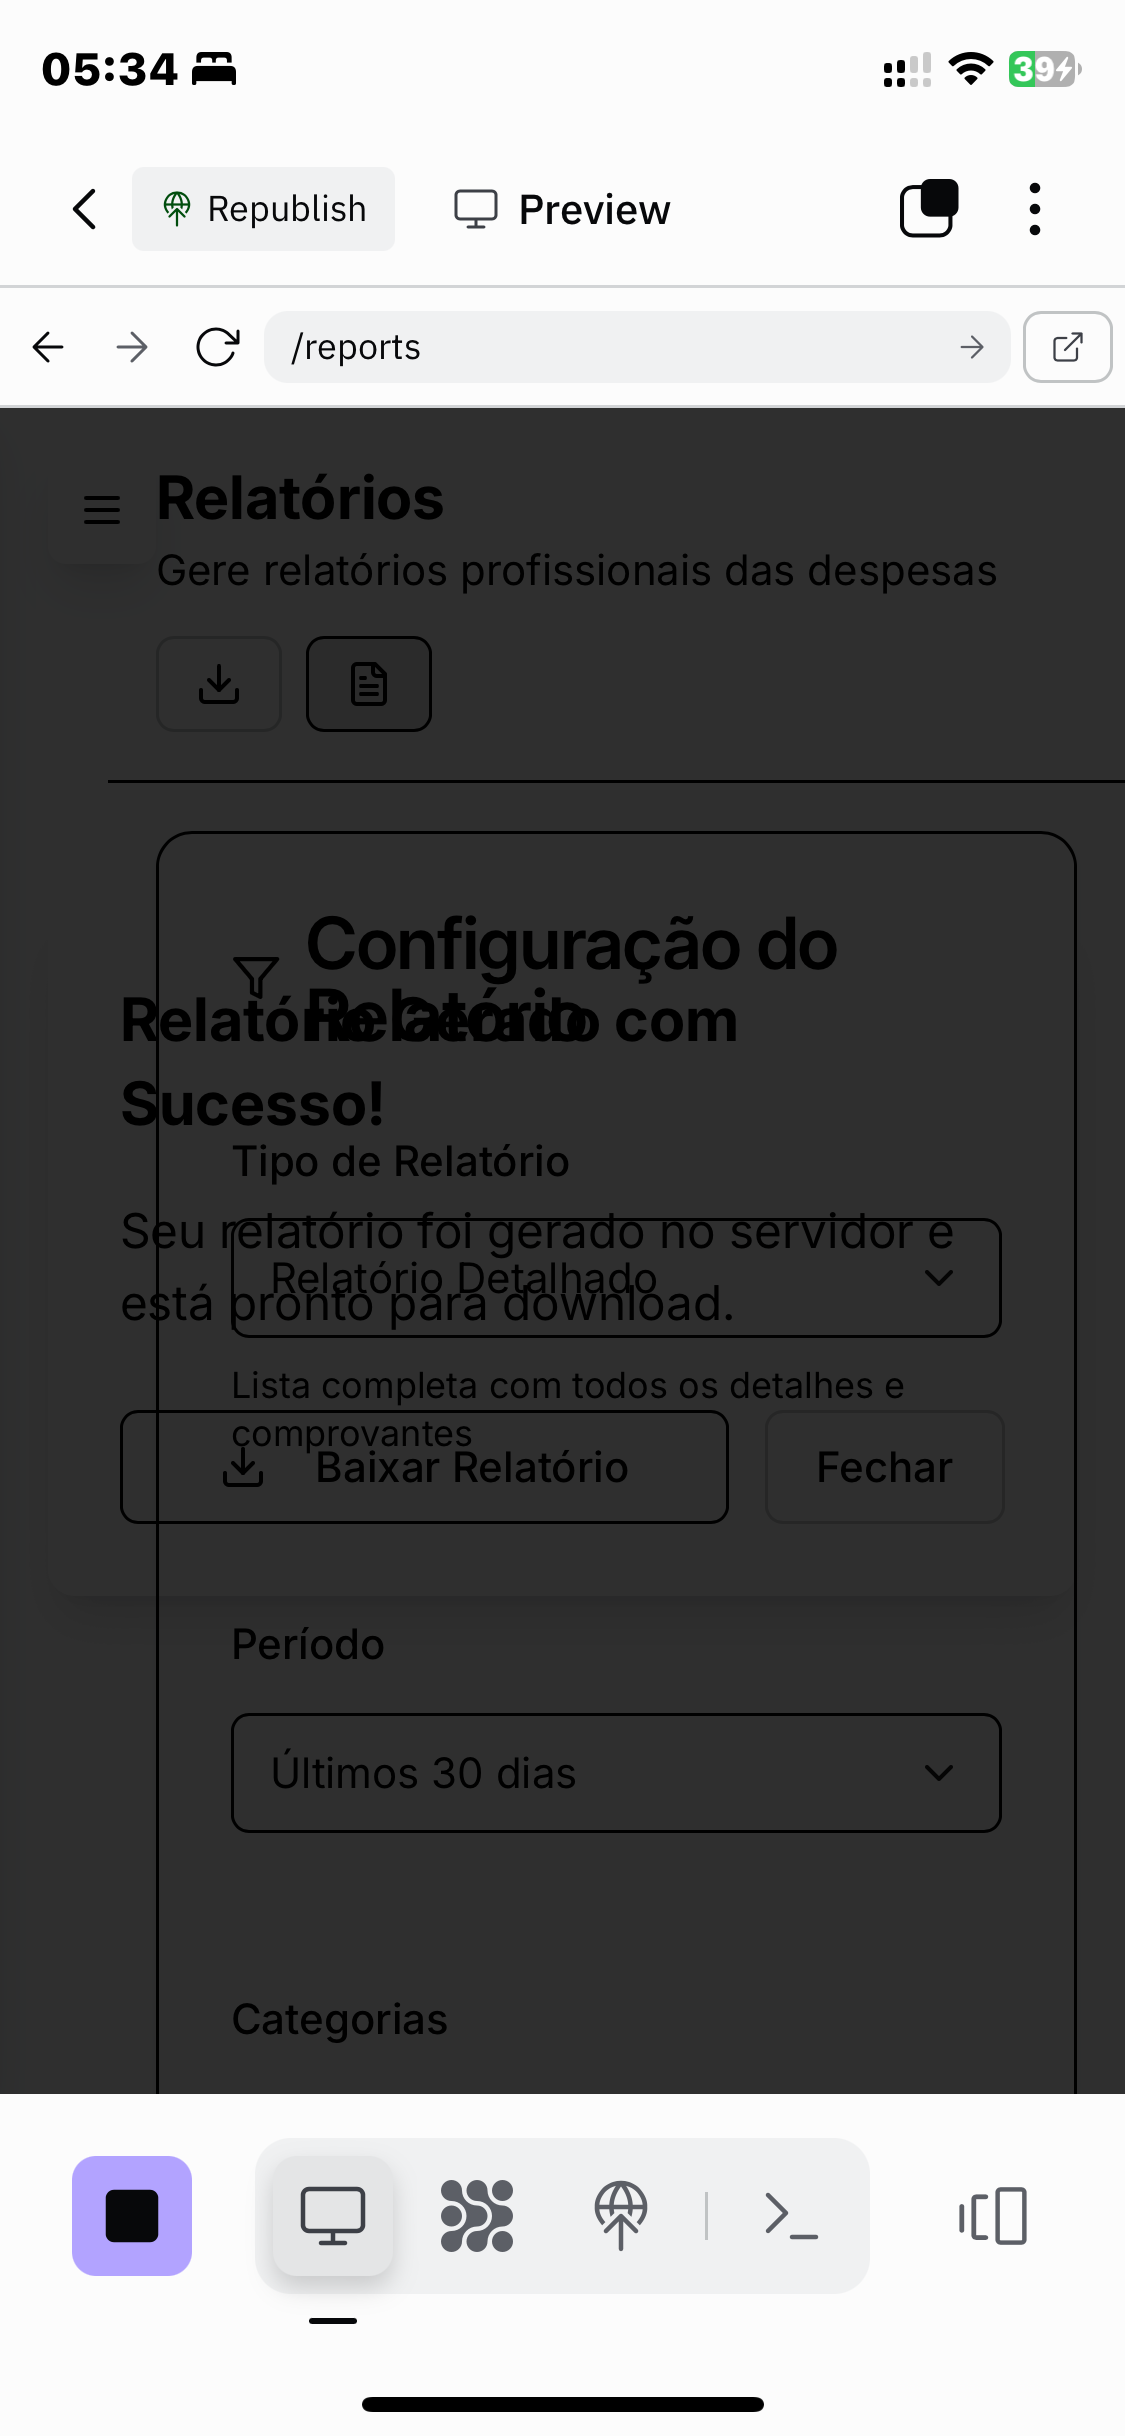 05:34
39
Republish
Preview
/reports
Relatórios
Gere relatórios profissionais das despesas
Configuração do
Relatório
Relatório Gerado com
Sucesso!
Tipo de Relatório
Seu relatório foi gerado no servidor e
está pronto para download.
Relatório Detalhado
Lista completa com todos os detalhes e
comprovantes
Baixar Relatório
Fechar
Período
Últimos 30 dias
Categorias